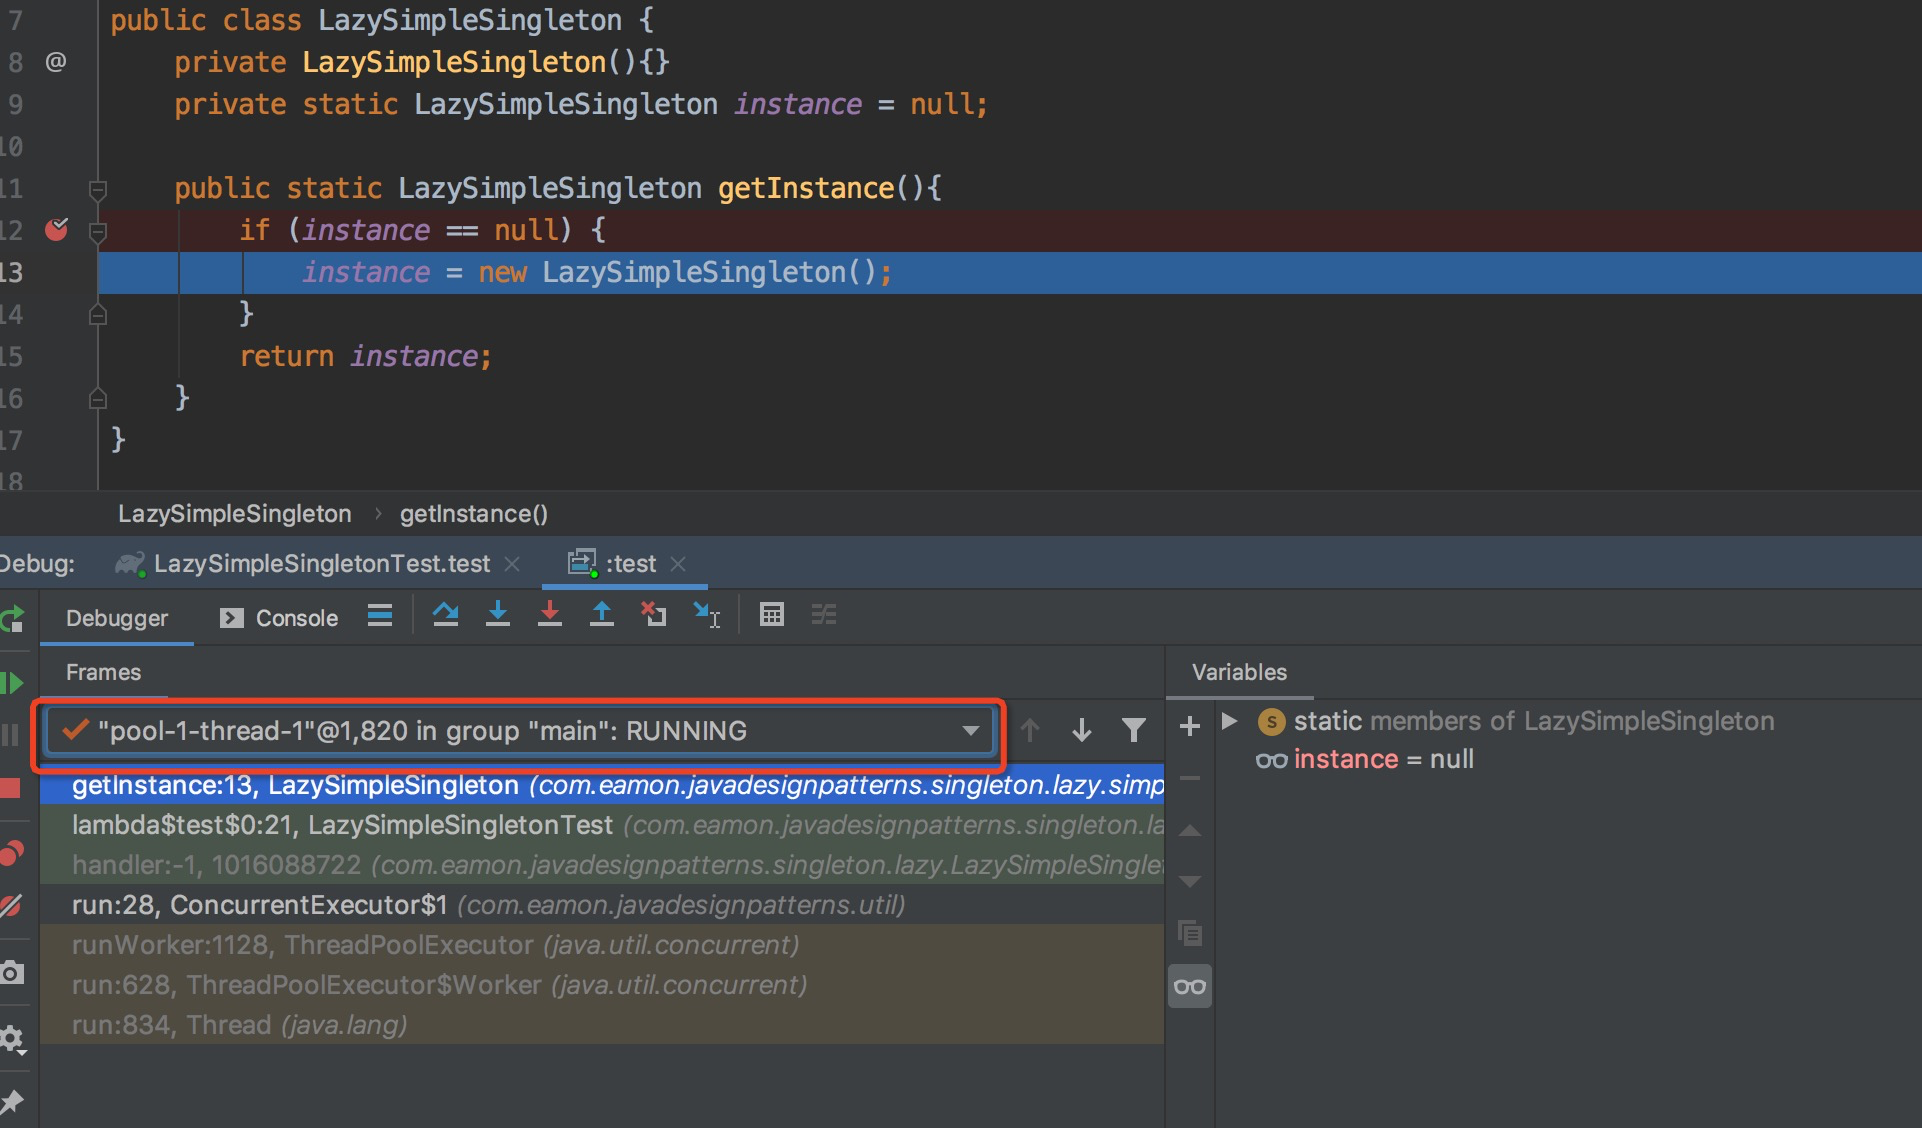 7 public class LazySimpleSingleton {
8 @ private LazySimpleSingleton(){}
9 private static LazySimpleSingleton instance = null;
10
11 public static LazySimpleSingleton getInstance(){
12 if (instance == null) {
13 instance = new LazySimpleSingleton();
14 }
15 return instance;
16 }
17 }
18
LazySimpleSingleton › getInstance()
Debug: LazySimpleSingletonTest.test × :test ×
Debugger Console
Frames
Variables
"pool-1-thread-1"@1,820 in group "main": RUNNING
getInstance:13, LazySimpleSingleton (com.eamon.javadesignpatterns.singleton.lazy.simp
lambda$test$0:21, LazySimpleSingletonTest (com.eamon.javadesignpatterns.singleton.la
handler:-1, 1016088722 (com.eamon.javadesignpatterns.singleton.lazy.LazySimpleSinglet
run:28, ConcurrentExecutor$1 (com.eamon.javadesignpatterns.util)
runWorker:1128, ThreadPoolExecutor (java.util.concurrent)
run:628, ThreadPoolExecutor$Worker (java.util.concurrent)
run:834, Thread (java.lang)
S static members of LazySimpleSingleton
instance = null